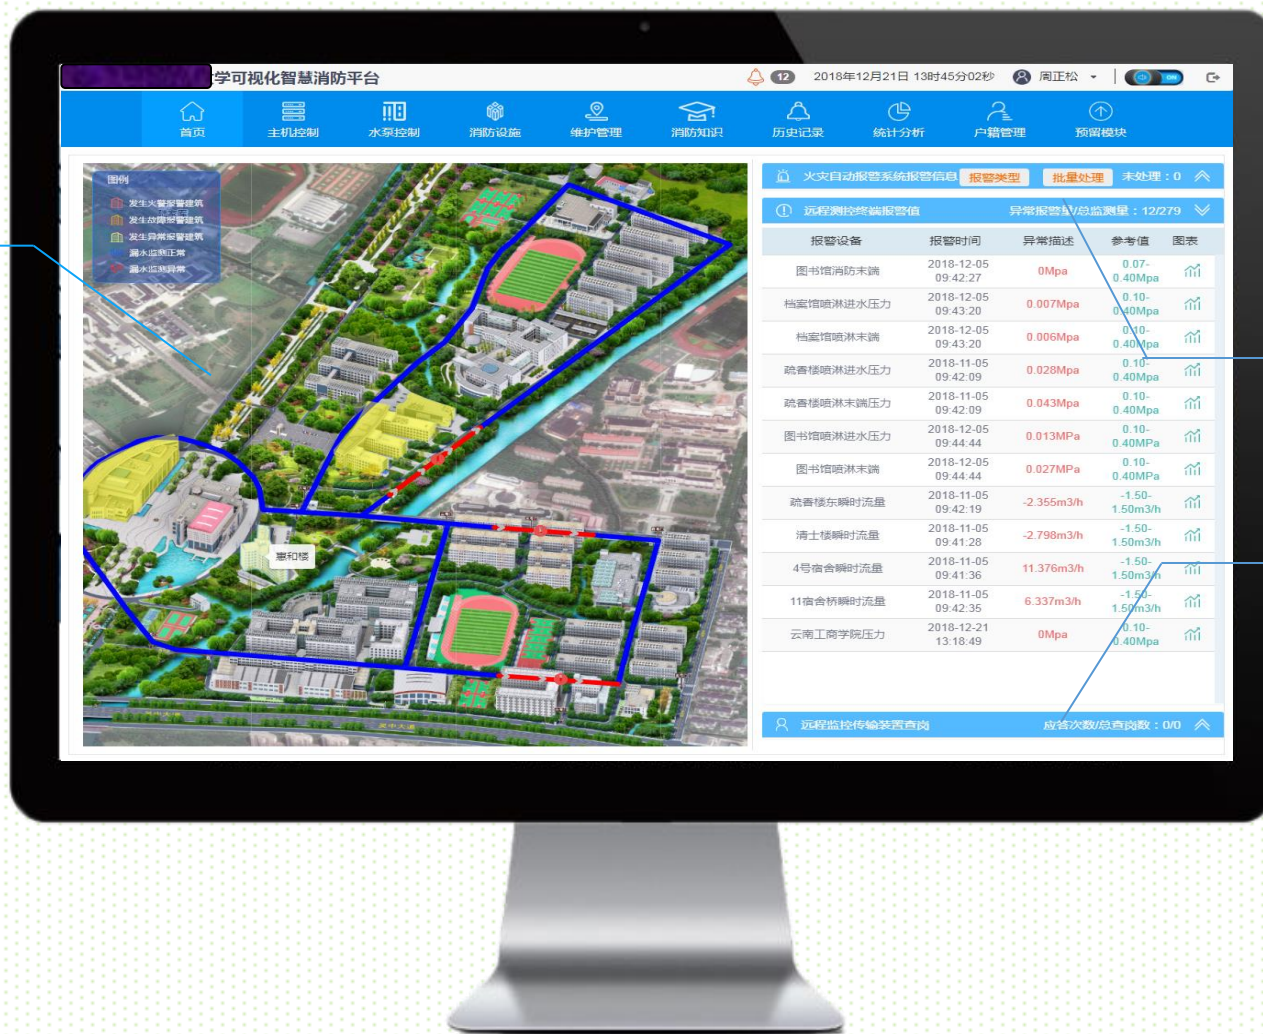 学可视化智慧消防平台
12
2018年12月21日 13时45分02秒
周正松
ON
首页
主机控制
水泵控制
消防设施
维护管理
消防知识
历史记录
统计分析
户籍管理
预留模块
图例
发生火警报警建筑
发生故障报警建筑
发生异常报警建筑
漏水监测正常
漏水监测异常
惠和楼
火灾自动报警系统报警信息 报警类型 批量处理 未处理：0
远程测控终端报警值 异常报警量/总监测量：12/279
报警设备 报警时间 异常描述 参考值 图表
图书馆消防末端 2018-12-05 09:42:27 0Mpa 0.07-0.40Mpa
档案馆喷淋进水压力 2018-12-05 09:43:20 0.007Mpa 0.10-0.40Mpa
档案馆喷淋末端 2018-12-05 09:43:20 0.006Mpa 0.10-0.40Mpa
疏香楼喷淋进水压力 2018-11-05 09:42:09 0.028Mpa 0.10-0.40Mpa
疏香楼喷淋末端压力 2018-11-05 09:42:09 0.043Mpa 0.10-0.40Mpa
图书馆喷淋进水压力 2018-12-05 09:44:44 0.013MPa 0.10-0.40MPa
图书馆喷淋末端 2018-12-05 09:44:44 0.027MPa 0.10-0.40MPa
疏香楼东瞬时流量 2018-11-05 09:42:19 -2.355m3/h -1.50-1.50m3/h
清士楼瞬时流量 2018-11-05 09:41:28 -2.798m3/h -1.50-1.50m3/h
4号宿舍瞬时流量 2018-11-05 09:41:36 11.376m3/h -1.50-1.50m3/h
11宿舍桥瞬时流量 2018-11-05 09:42:35 6.337m3/h -1.50-1.50m3/h
云南工商学院压力 2018-12-21 13:18:49 0Mpa 0.10-0.40Mpa
远程监控传输装置查岗 应答次数/总查岗数：0/0